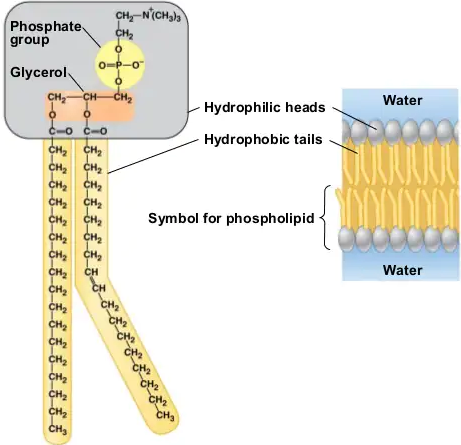 CH2—N+(CH3)3
Phosphate
group
CH2
O
O=P—O−
Glycerol
O
CH2—CH—CH2
O O
C=O C=O
Hydrophilic heads
Water
Hydrophobic tails
CH2 CH2
CH2 CH2
CH2 CH2
CH2 CH2
Symbol for phospholipid
CH2 CH2
CH2 CH2
CH2 CH2
Water
CH2 CH
CH2 CH
CH2 CH2
CH2 CH2
CH2 CH2
CH2 CH2
CH2 CH2
CH2 CH2
CH2 CH2
CH3 CH3